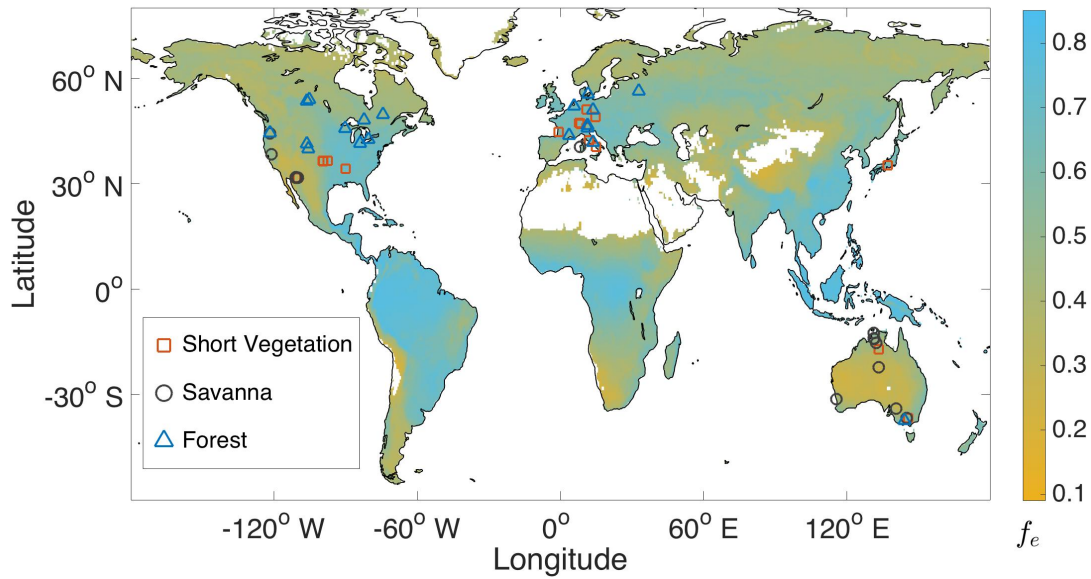 60° N
30° N
0°
-30° S
Latitude
Short Vegetation
Savanna
Forest
-120° W
-60° W
0°
60° E
120° E
Longitude
0.8
0.7
0.6
0.5
0.4
0.3
0.2
0.1
fe